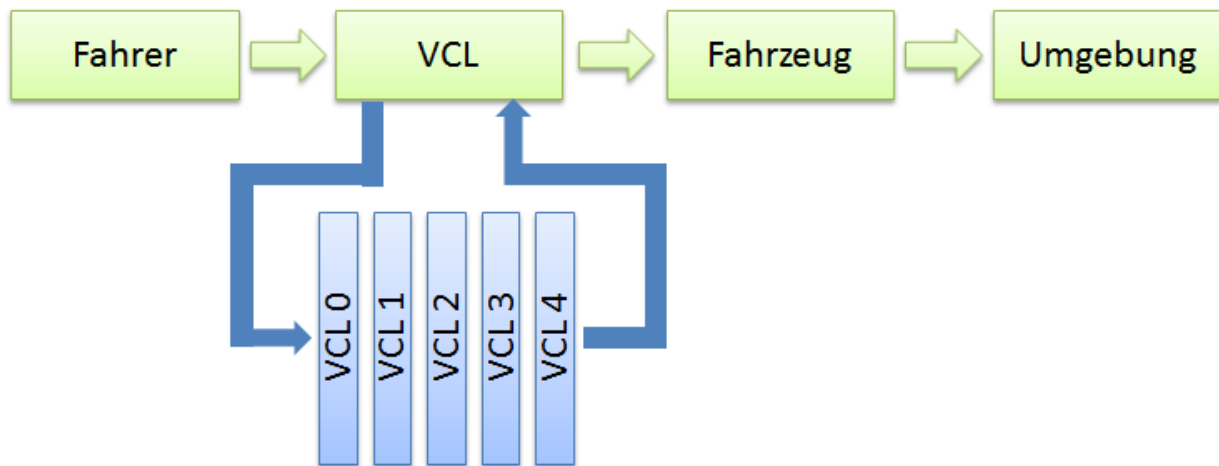 Fahrer
VCL
Fahrzeug
Umgebung
VCL 0
VCL 1
VCL 2
VCL 3
VCL 4